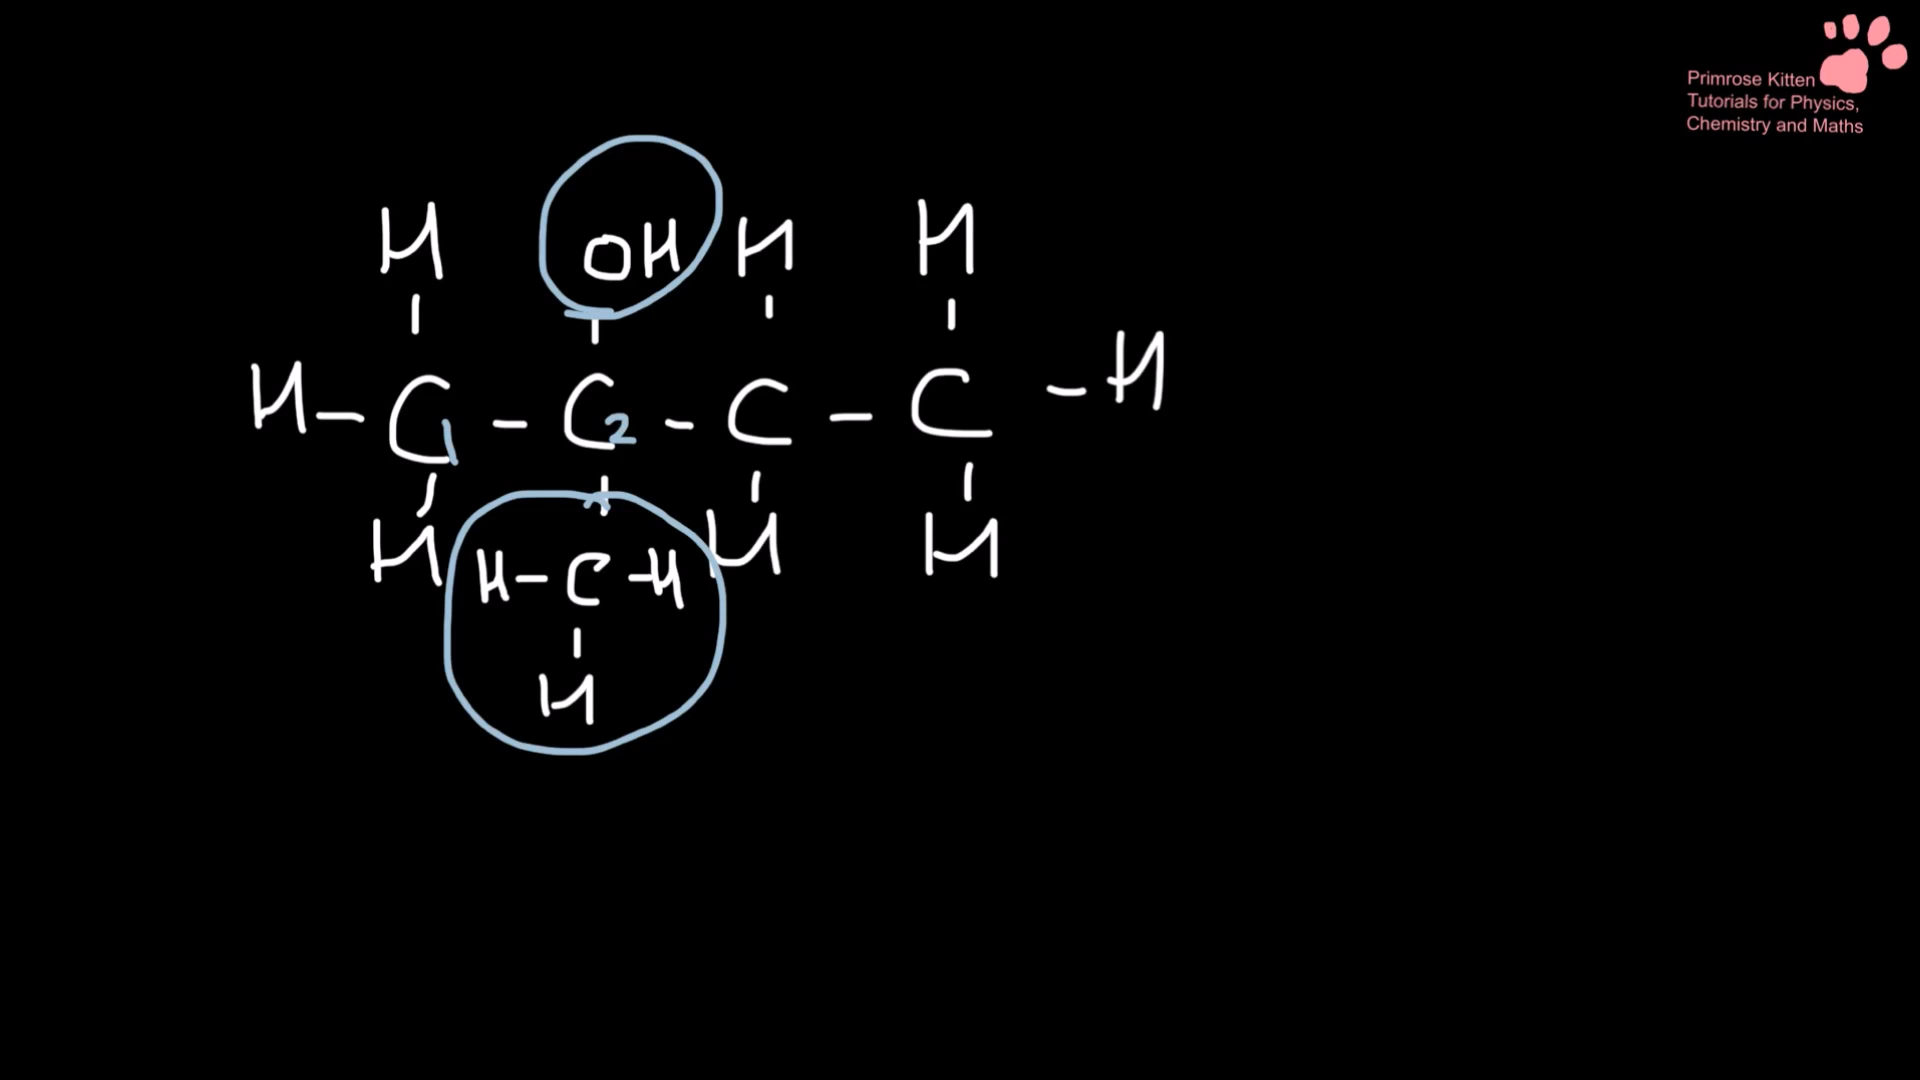 Primrose Kitten
Tutorials for Physics,
Chemistry and Maths
H OH H H
H - C1 - C2 - C - C - H
H H - C - H H H
H